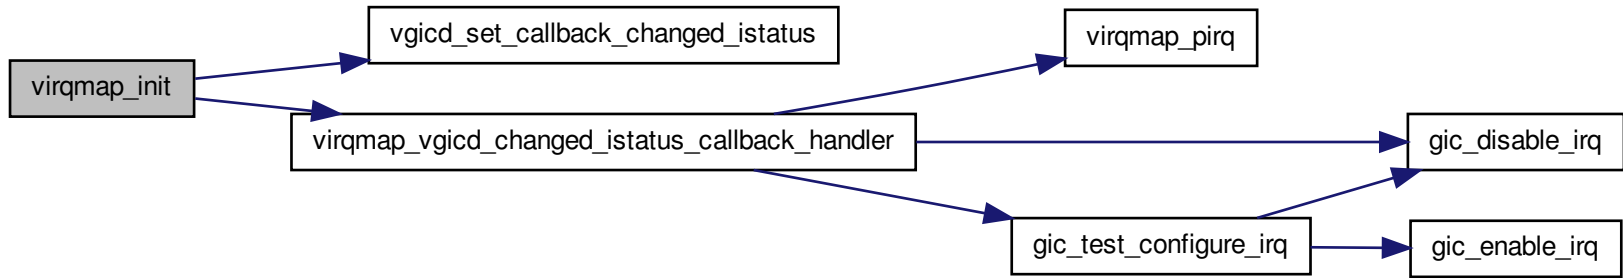 vgicd_set_callback_changed_istatus
virqmap_pirq
virqmap_init
virqmap_vgicd_changed_istatus_callback_handler
gic_disable_irq
gic_test_configure_irq
gic_enable_irq